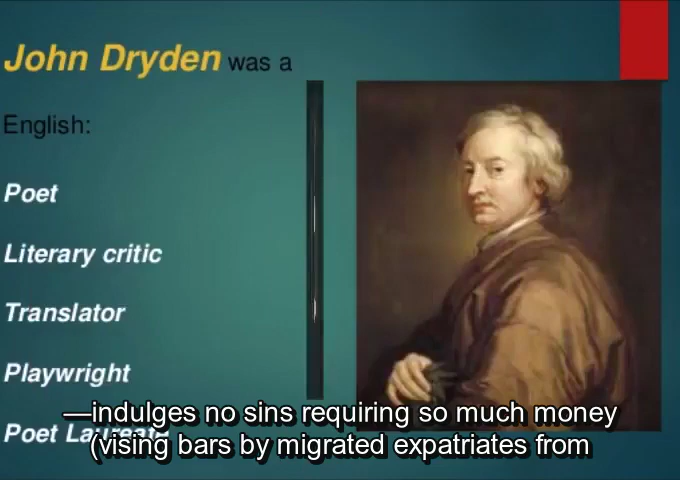 John Dryden was a
English:
Poet
Literary critic
Translator
Playwright
Poet Laureate
—indulges no sins requiring so much money
(vising bars by migrated expatriates from